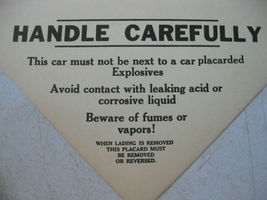 HANDLE CAREFULLY
This car must not be next to a car placarded
Explosives
Avoid contact with leaking acid or
corrosive liquid
Beware of fumes or
vapors!
WHEN LADING IS REMOVED
THIS PLACARD MUST
BE REMOVED
OR REVERSED.